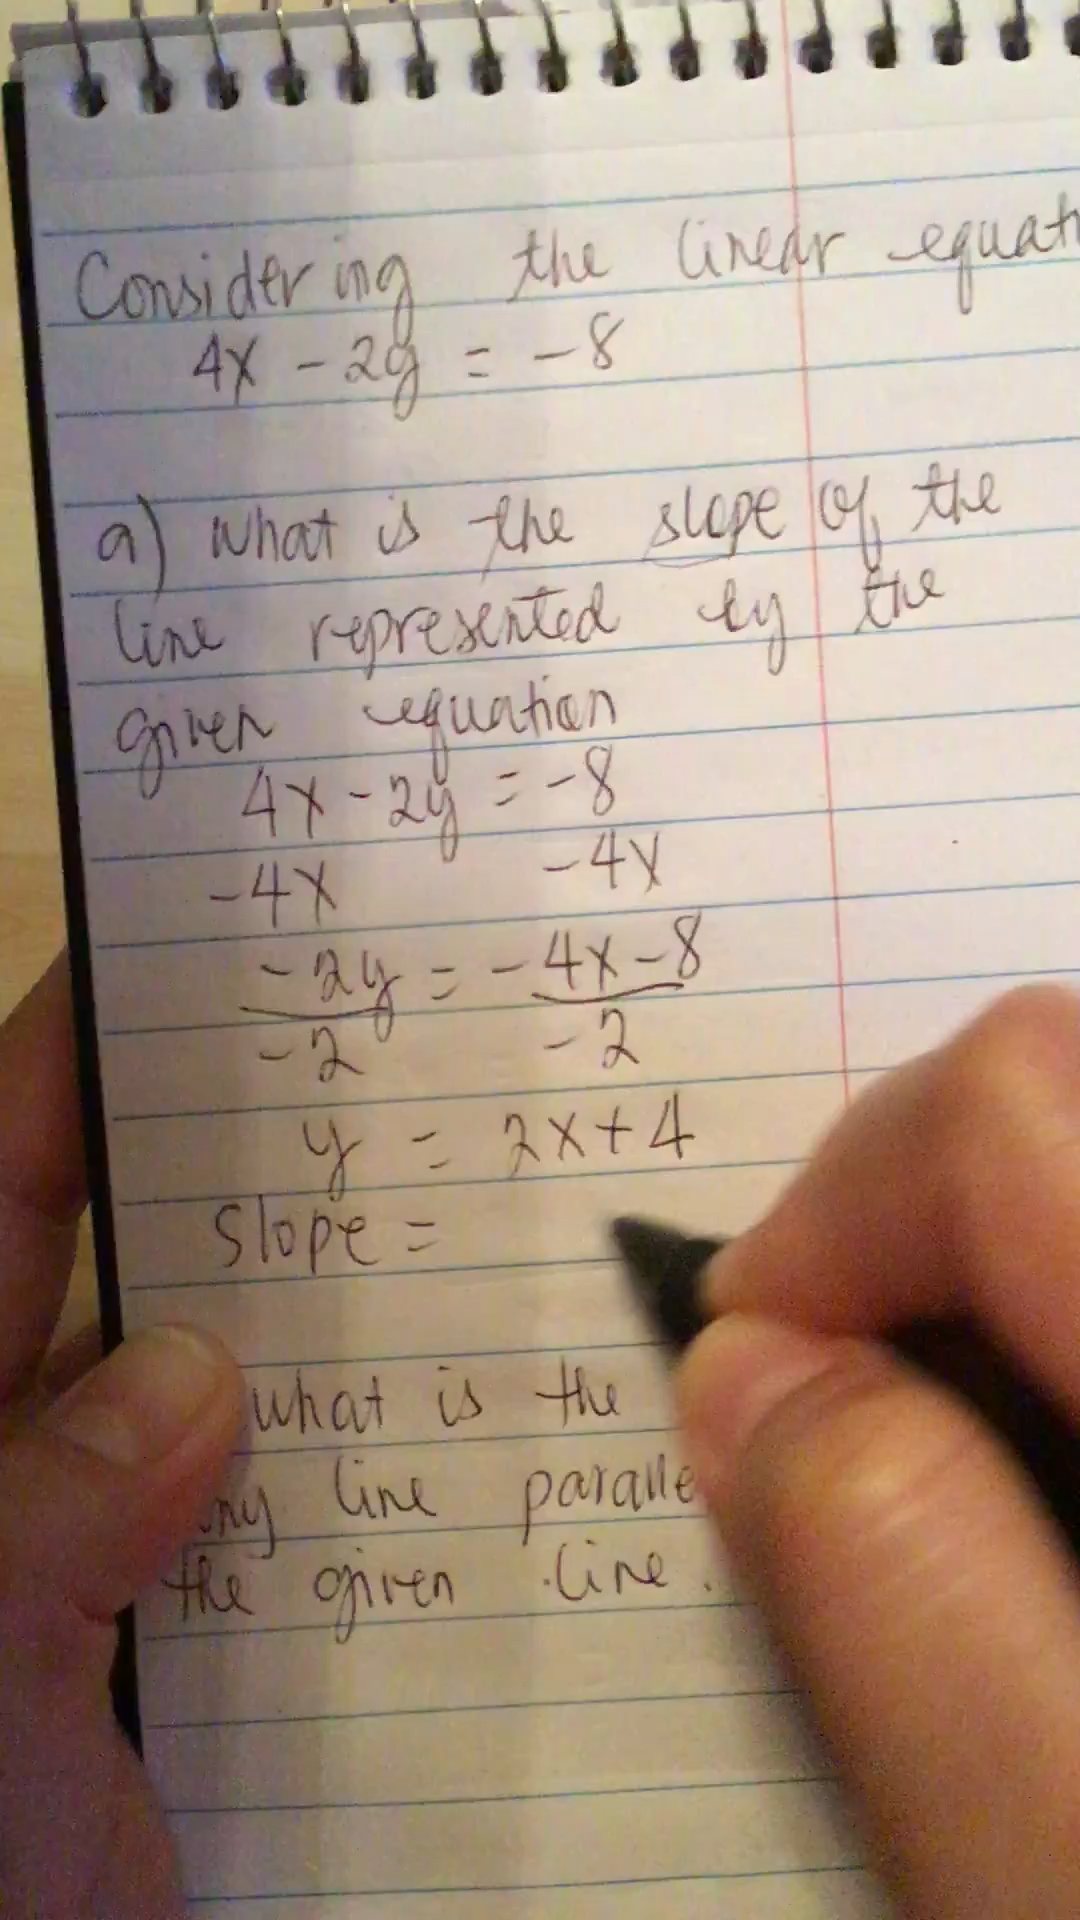 Considering the linear equati
4x - 2y = -8
a) what is the slope of the
line represented by the
given equation
4x - 2y = -8
-4x -4x
-2y = -4x - 8
-2 -2
y = 2x + 4
Slope =
what is the
ny line paralle
the given line.